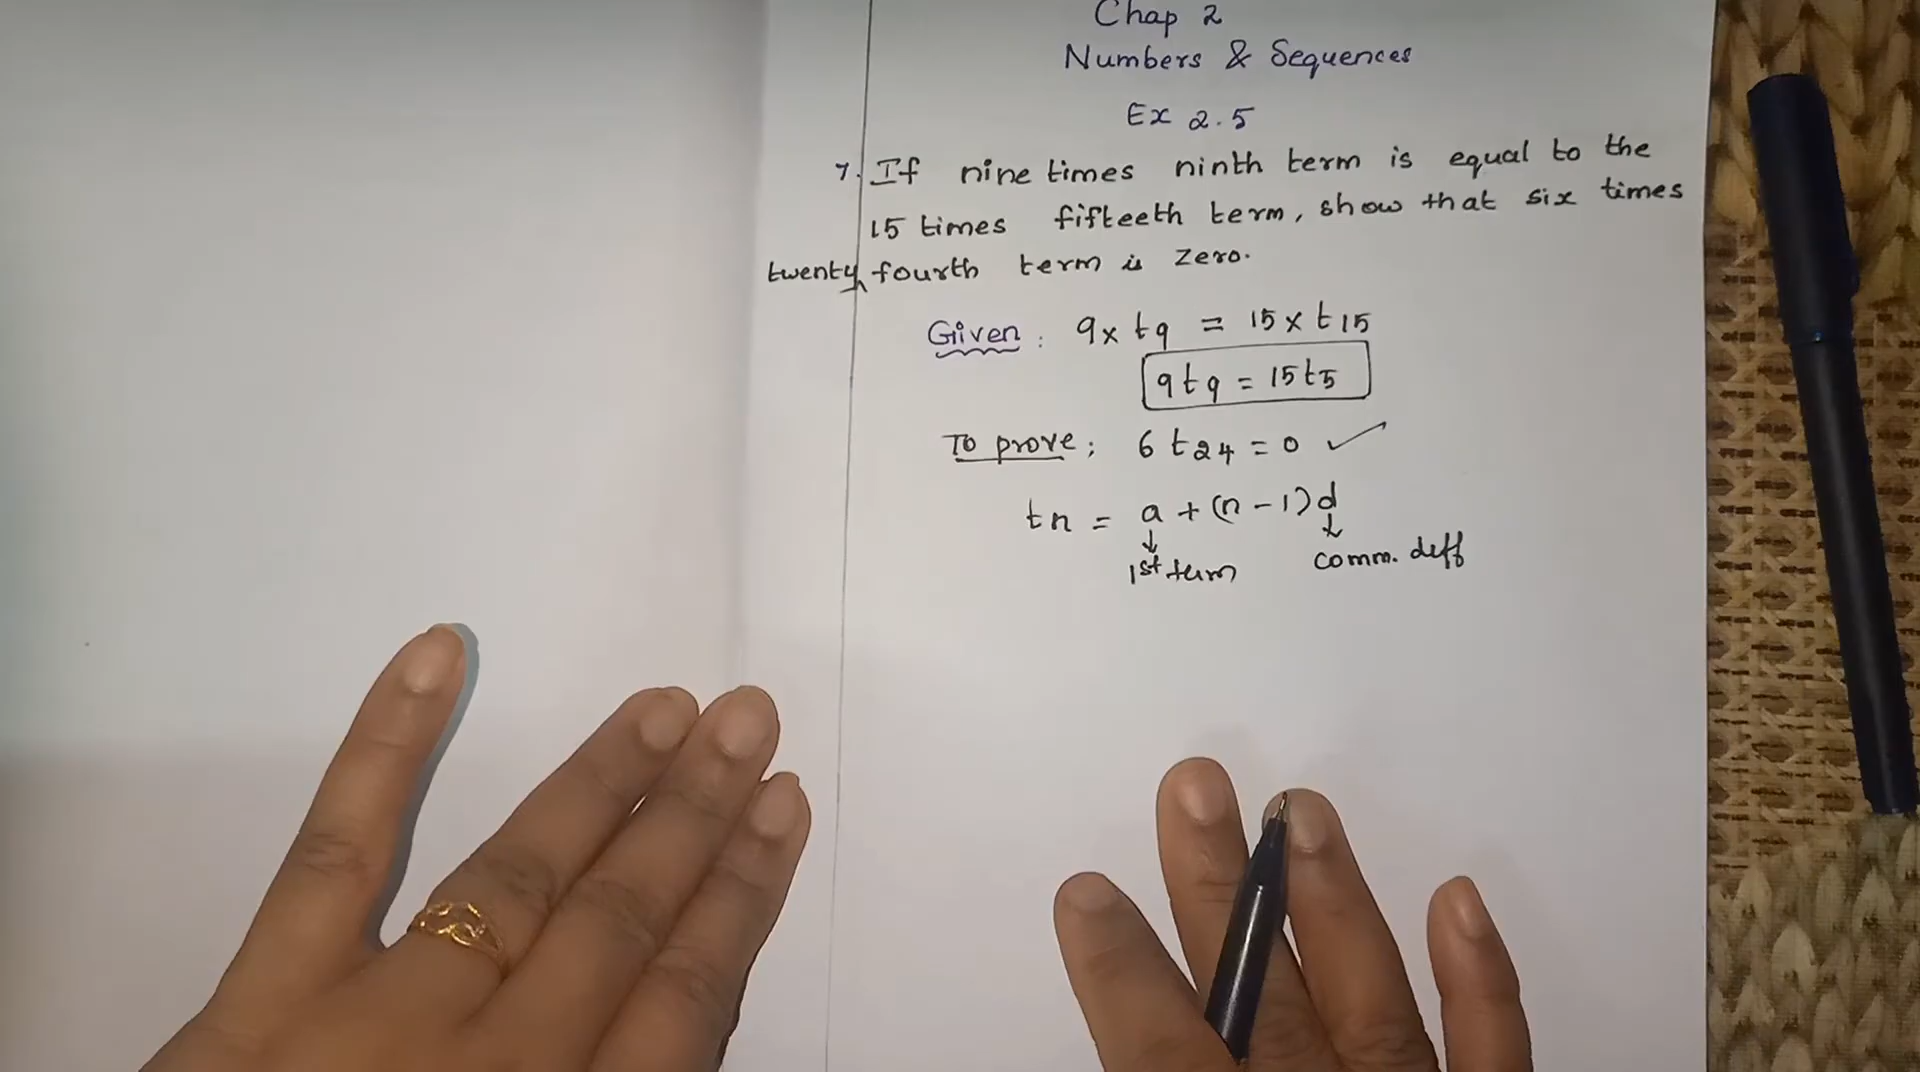 Chap 2
Numbers & Sequences
Ex 2.5
7. If nine times ninth term is equal to the
15 times fifteeth term, show that six times
twenty fourth term is zero.
Given : 9 x t9 = 15 x t15
9t9 = 15t5
To prove ; 6 t24 = 0 ✓
tn = a + (n - 1) d
↓ ↓
1st term comm. deff